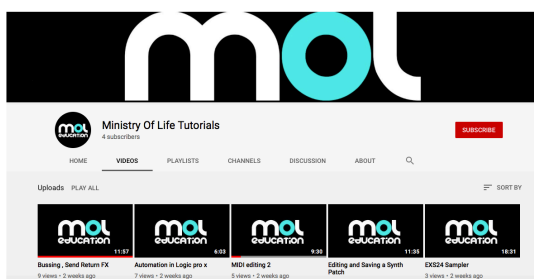 mol
mol
education
Ministry Of Life Tutorials
4 subscribers
SUBSCRIBE
HOME VIDEOS PLAYLISTS CHANNELS DISCUSSION ABOUT
Uploads PLAY ALL SORT BY
mol mol mol mol mol
education education education education education
11:57 6:03 9:30 11:35 18:31
Bussing , Send Return FX Automation in Logic pro x MIDI editing 2 Editing and Saving a Synth EXS24 Sampler
Patch
9 views • 2 weeks ago 7 views • 2 weeks ago 5 views • 2 weeks ago 3 views • 2 weeks ago